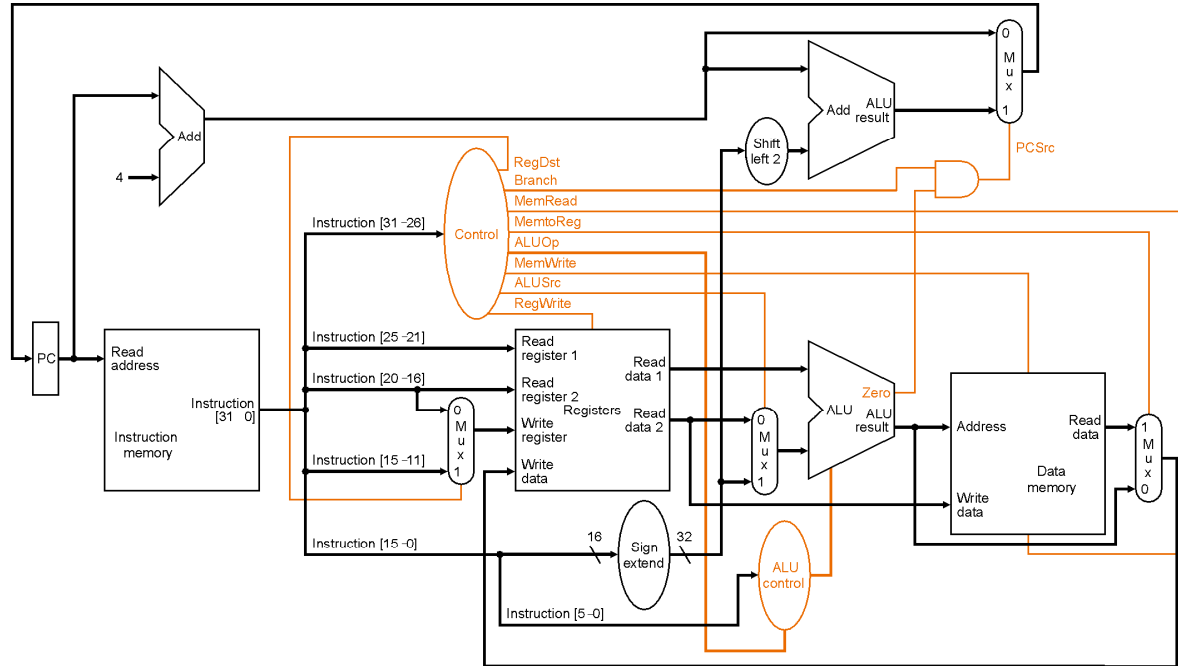 0
M
u
x
1
Add
ALU
result
Add
4
Shift
left 2
PCSrc
RegDst
Branch
MemRead
MemtoReg
ALUOp
MemWrite
ALUSrc
RegWrite
Control
Instruction [31–26]
Instruction [25–21]
Instruction [20–16]
Instruction [15–11]
Instruction [15–0]
Instruction [5–0]
PC
Read
address
Instruction
[31 0]
Instruction
memory
0
M
u
x
1
Read
register 1
Read
register 2
Write
register
Write
data
Registers
Read
data 1
Read
data 2
0
M
u
x
1
Zero
ALU
ALU
result
Address
Write
data
Read
data
Data
memory
1
M
u
x
0
16
Sign
extend
32
ALU
control